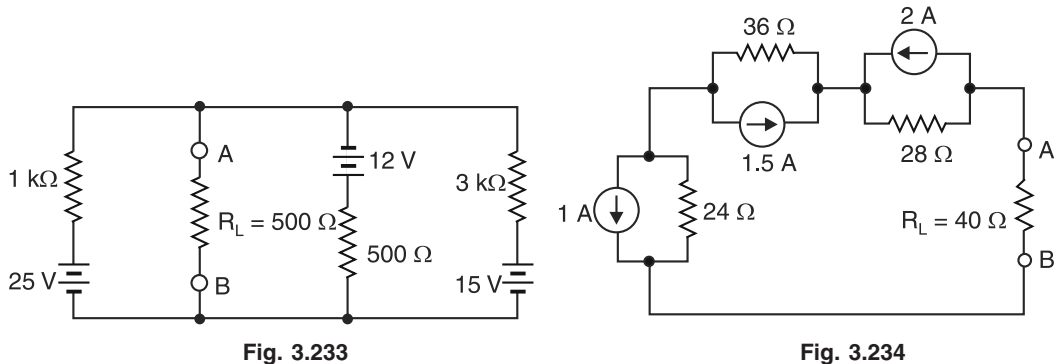 1 kΩ
25 V
A
R_L = 500 Ω
B
12 V
500 Ω
3 kΩ
15 V
Fig. 3.233
36 Ω
1.5 A
2 A
28 Ω
1 A
24 Ω
A
R_L = 40 Ω
B
Fig. 3.234